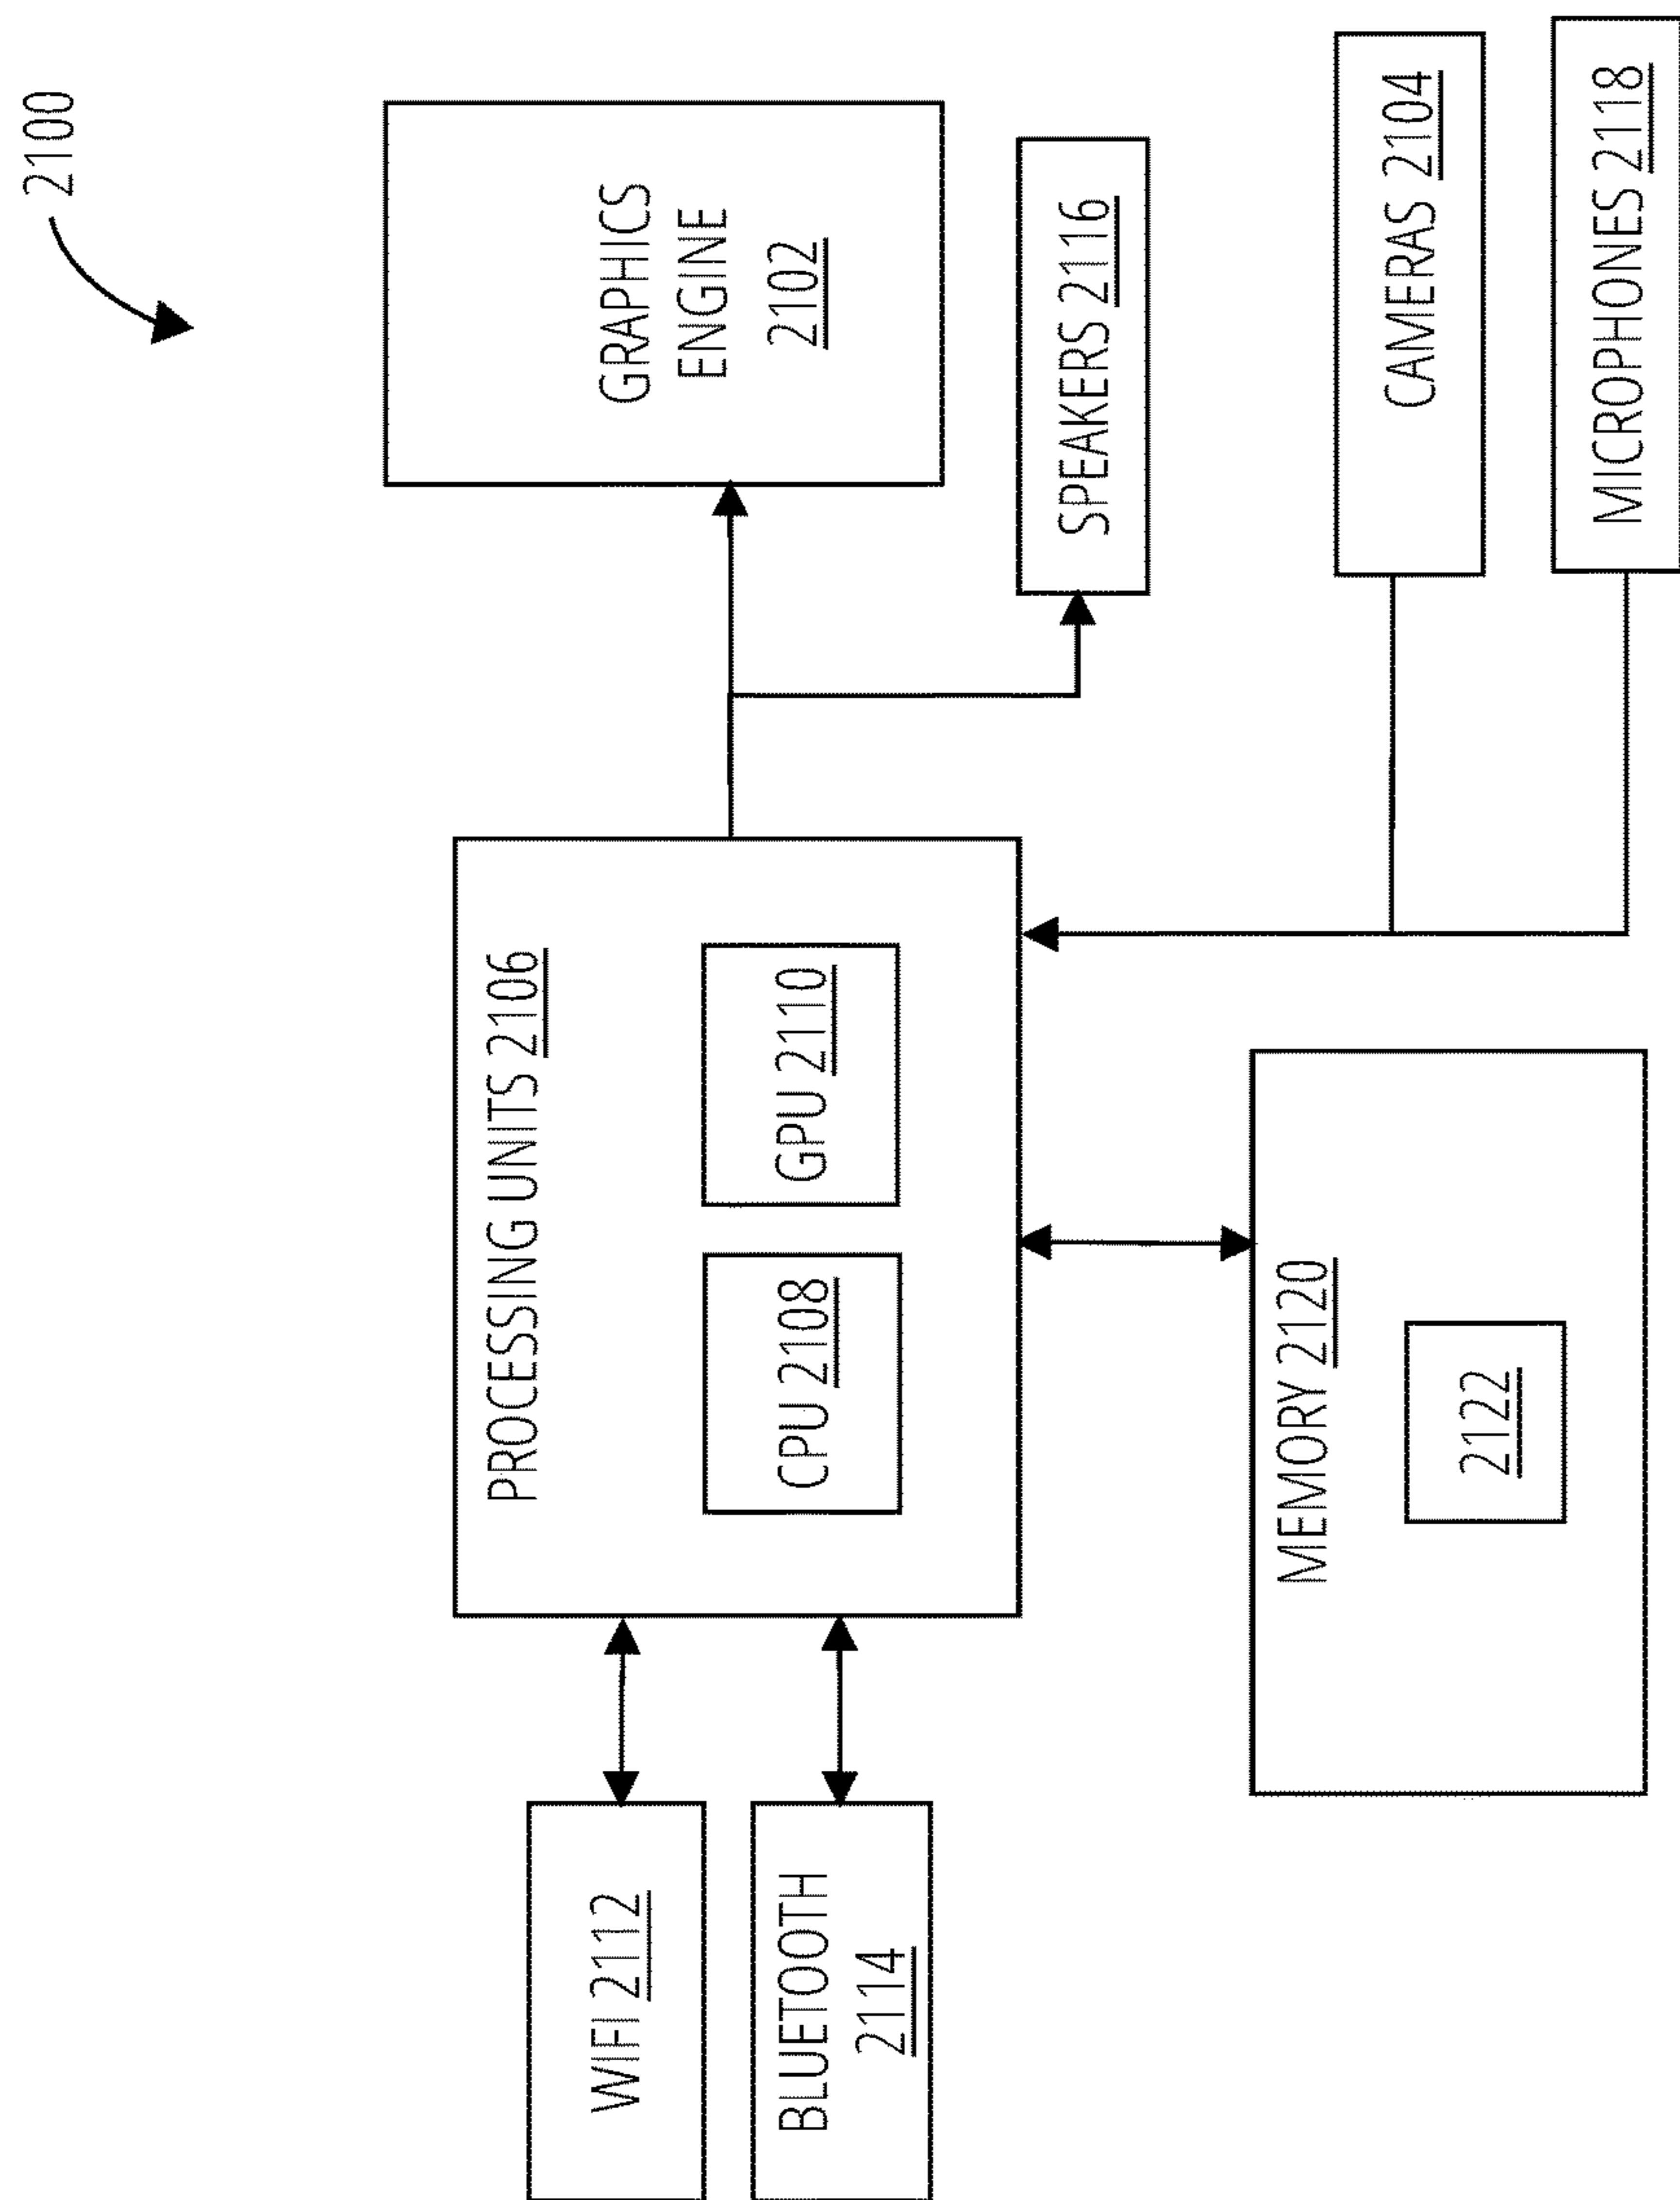 2100
WIFI 2112
BLUETOOTH
2114
PROCESSING UNITS 2106
CPU 2108
GPU 2110
GRAPHICS
ENGINE
2102
SPEAKERS 2116
MEMORY 2120
2122
CAMERAS 2104
MICROPHONES 2118